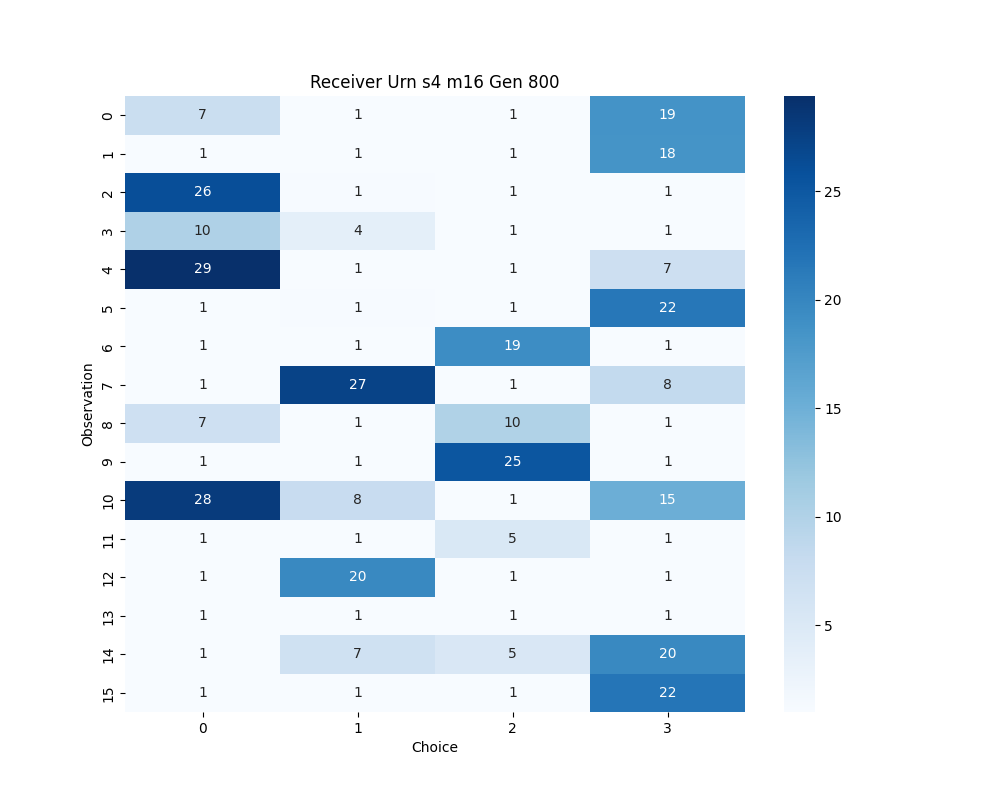 Receiver Urn s4 m16 Gen 800
0 7 1 1 19
1 1 1 1 18
2 26 1 1 1
3 10 4 1 1
4 29 1 1 7
5 1 1 1 22
6 1 1 19 1
7 1 27 1 8
8 7 1 10 1
9 1 1 25 1
10 28 8 1 15
11 1 1 5 1
12 1 20 1 1
13 1 1 1 1
14 1 7 5 20
15 1 1 1 22
0 1 2 3
Choice
Observation
25
20
15
10
5